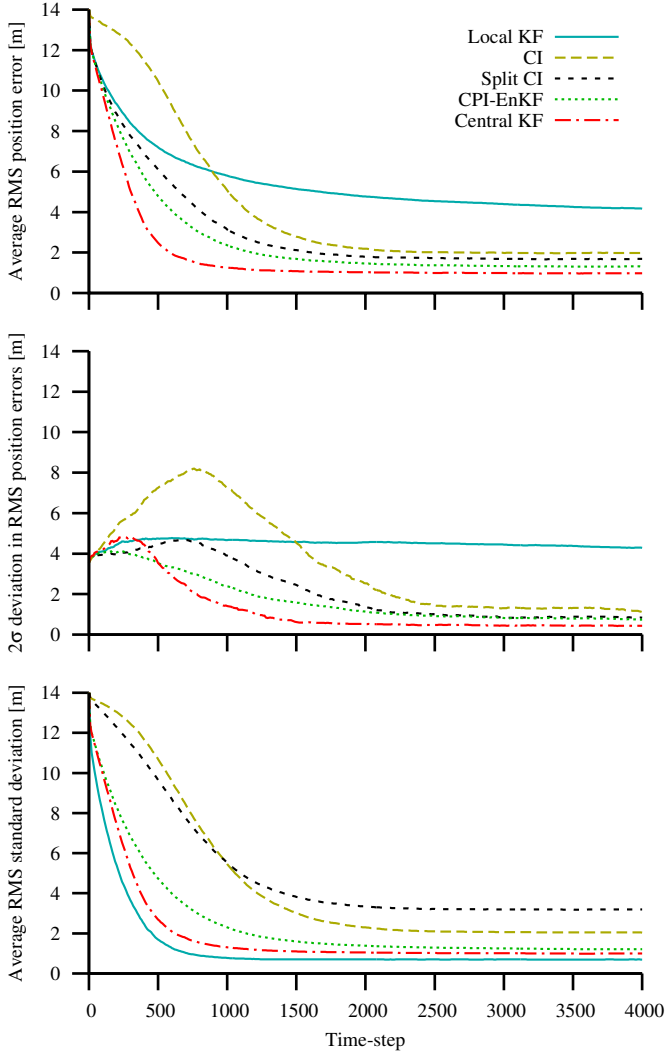 Average RMS position error [m]
14
12
10
8
6
4
2
0
Local KF
CI
Split CI
CPI-EnKF
Central KF
2σ deviation in RMS position errors [m]
14
12
10
8
6
4
2
0
Average RMS standard deviation [m]
14
12
10
8
6
4
2
0
0 500 1000 1500 2000 2500 3000 3500 4000
Time-step